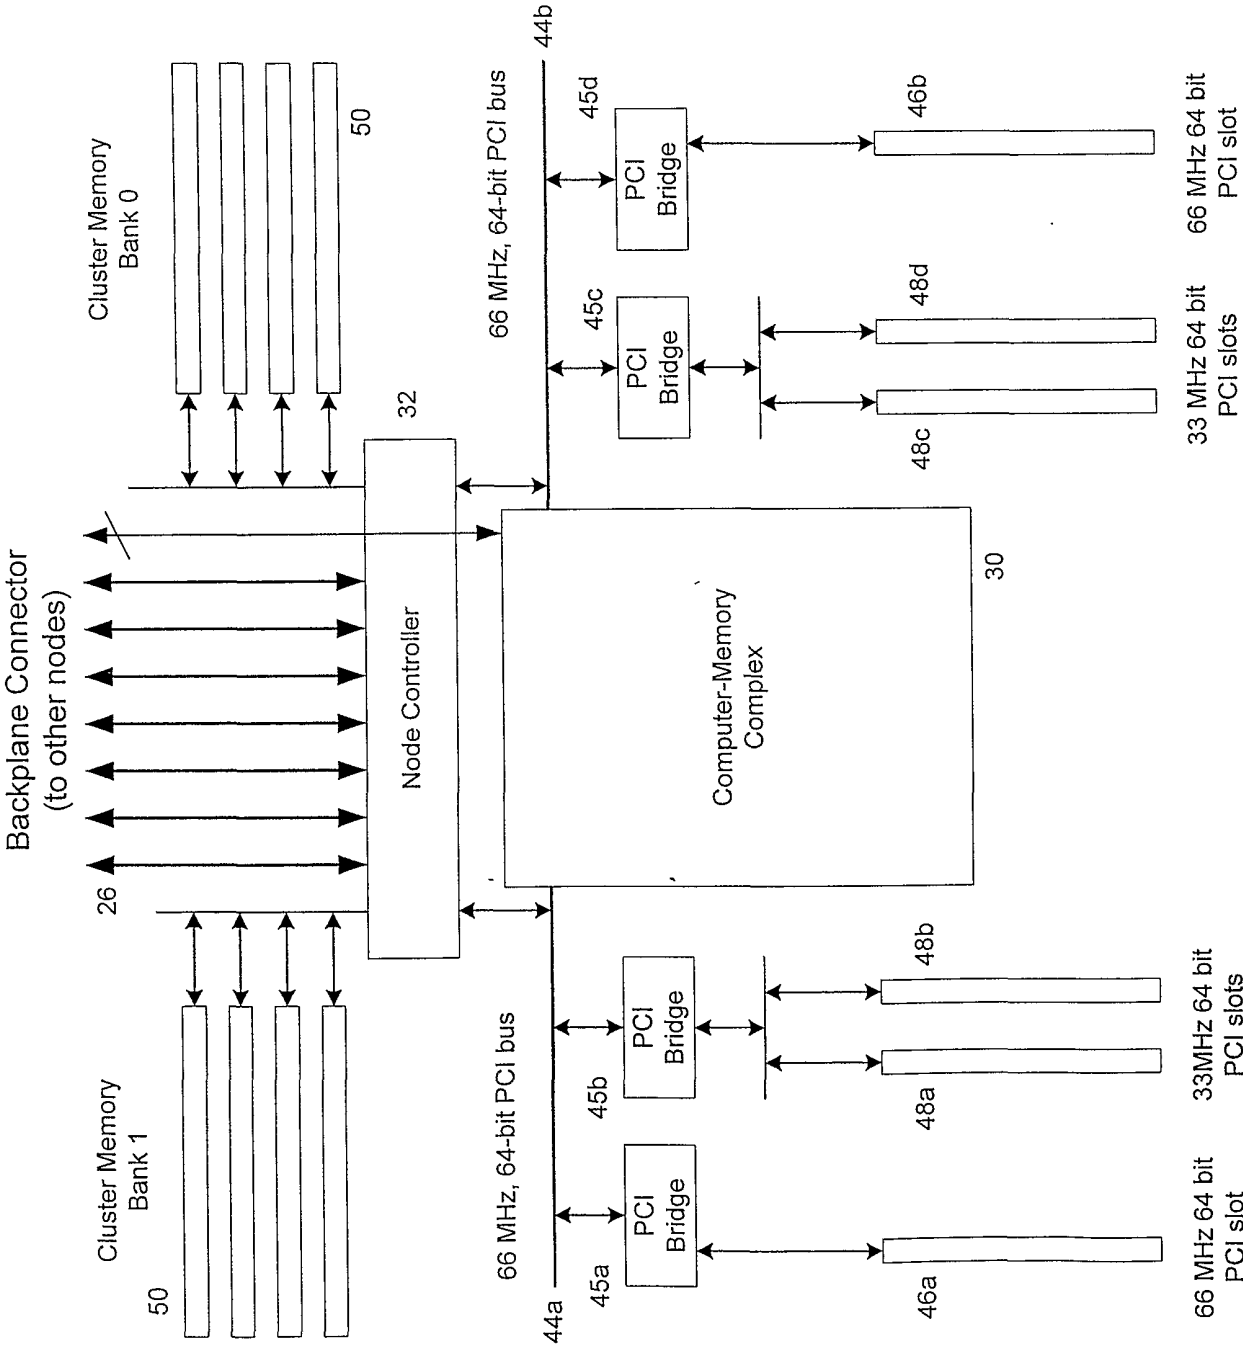 Backplane Connector
(to other nodes)
Cluster Memory
Bank 1
50
26
Cluster Memory
Bank 0
50
Node Controller
32
66 MHz, 64-bit PCI bus
44a
66 MHz, 64-bit PCI bus
44b
Computer-Memory
Complex
30
45a
PCI
Bridge
45b
PCI
Bridge
45c
PCI
Bridge
45d
PCI
Bridge
46a
48a
48b
48c
48d
46b
66 MHz 64 bit
PCI slot
33MHz 64 bit
PCI slots
33 MHz 64 bit
PCI slots
66 MHz 64 bit
PCI slot